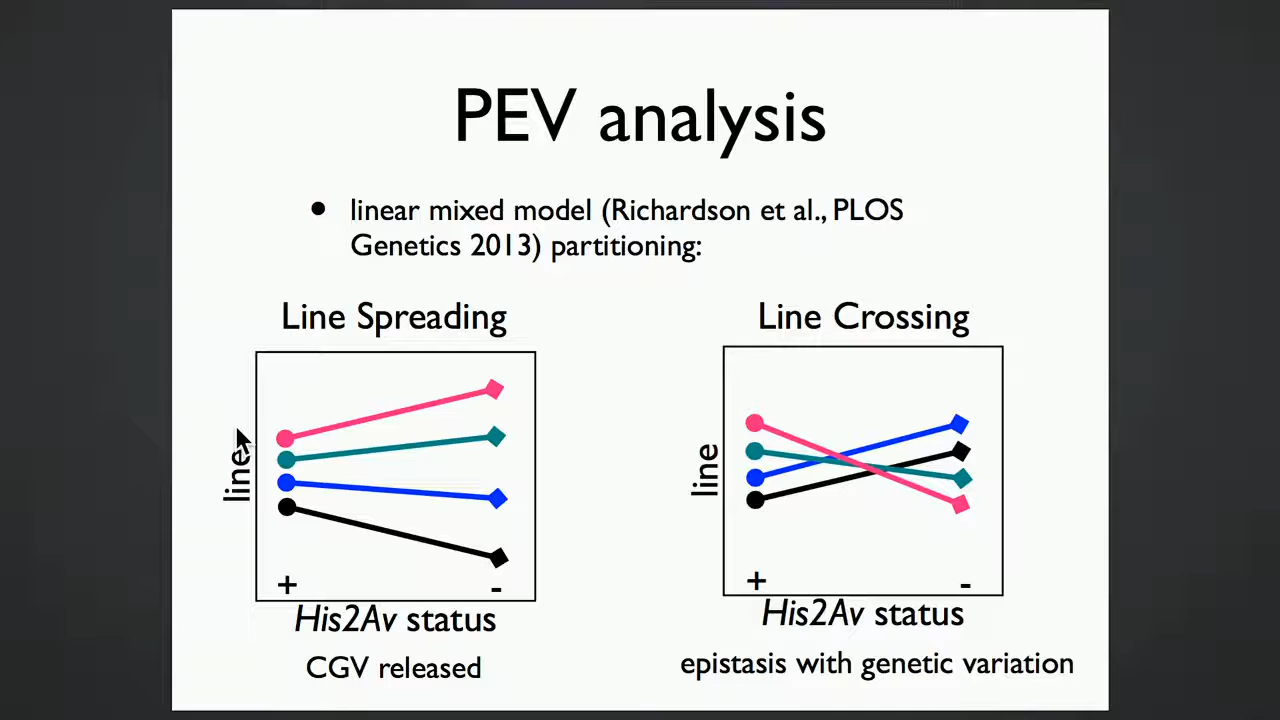 PEV analysis
• linear mixed model (Richardson et al., PLOS
Genetics 2013) partitioning:
Line Spreading
line
+ -
His2Av status
CGV released
Line Crossing
line
+ -
His2Av status
epistasis with genetic variation